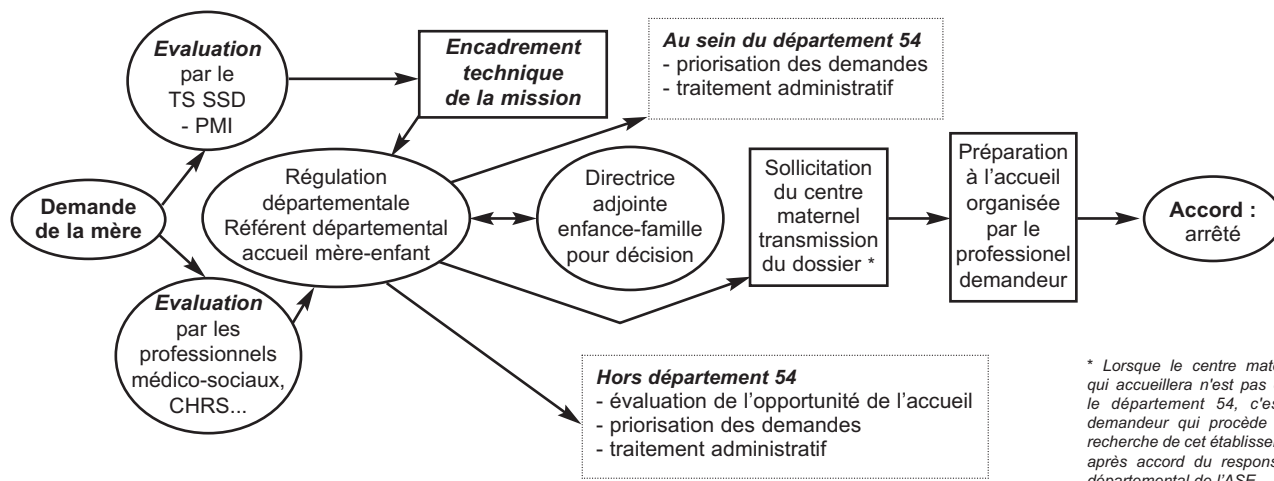 Evaluation
par le
TS SSD
- PMI
Encadrement
technique
de la mission
Au sein du département 54
- priorisation des demandes
- traitement administratif
Demande
de la mère
Régulation
départementale
Référent départemental
accueil mère-enfant
Directrice
adjointe
enfance-famille
pour décision
Sollicitation
du centre
maternel
transmission
du dossier *
Préparation
à l’accueil
organisée
par le
professionel
demandeur
Accord :
arrêté
Evaluation
par les
professionnels
médico-sociaux,
CHRS...
Hors département 54
- évaluation de l’opportunité de l’accueil
- priorisation des demandes
- traitement administratif
* Lorsque le centre
qui accueillera n'est pas
le département 54,
demandeur qui procède
recherche de cet
après accord du
départemental de l’ASE